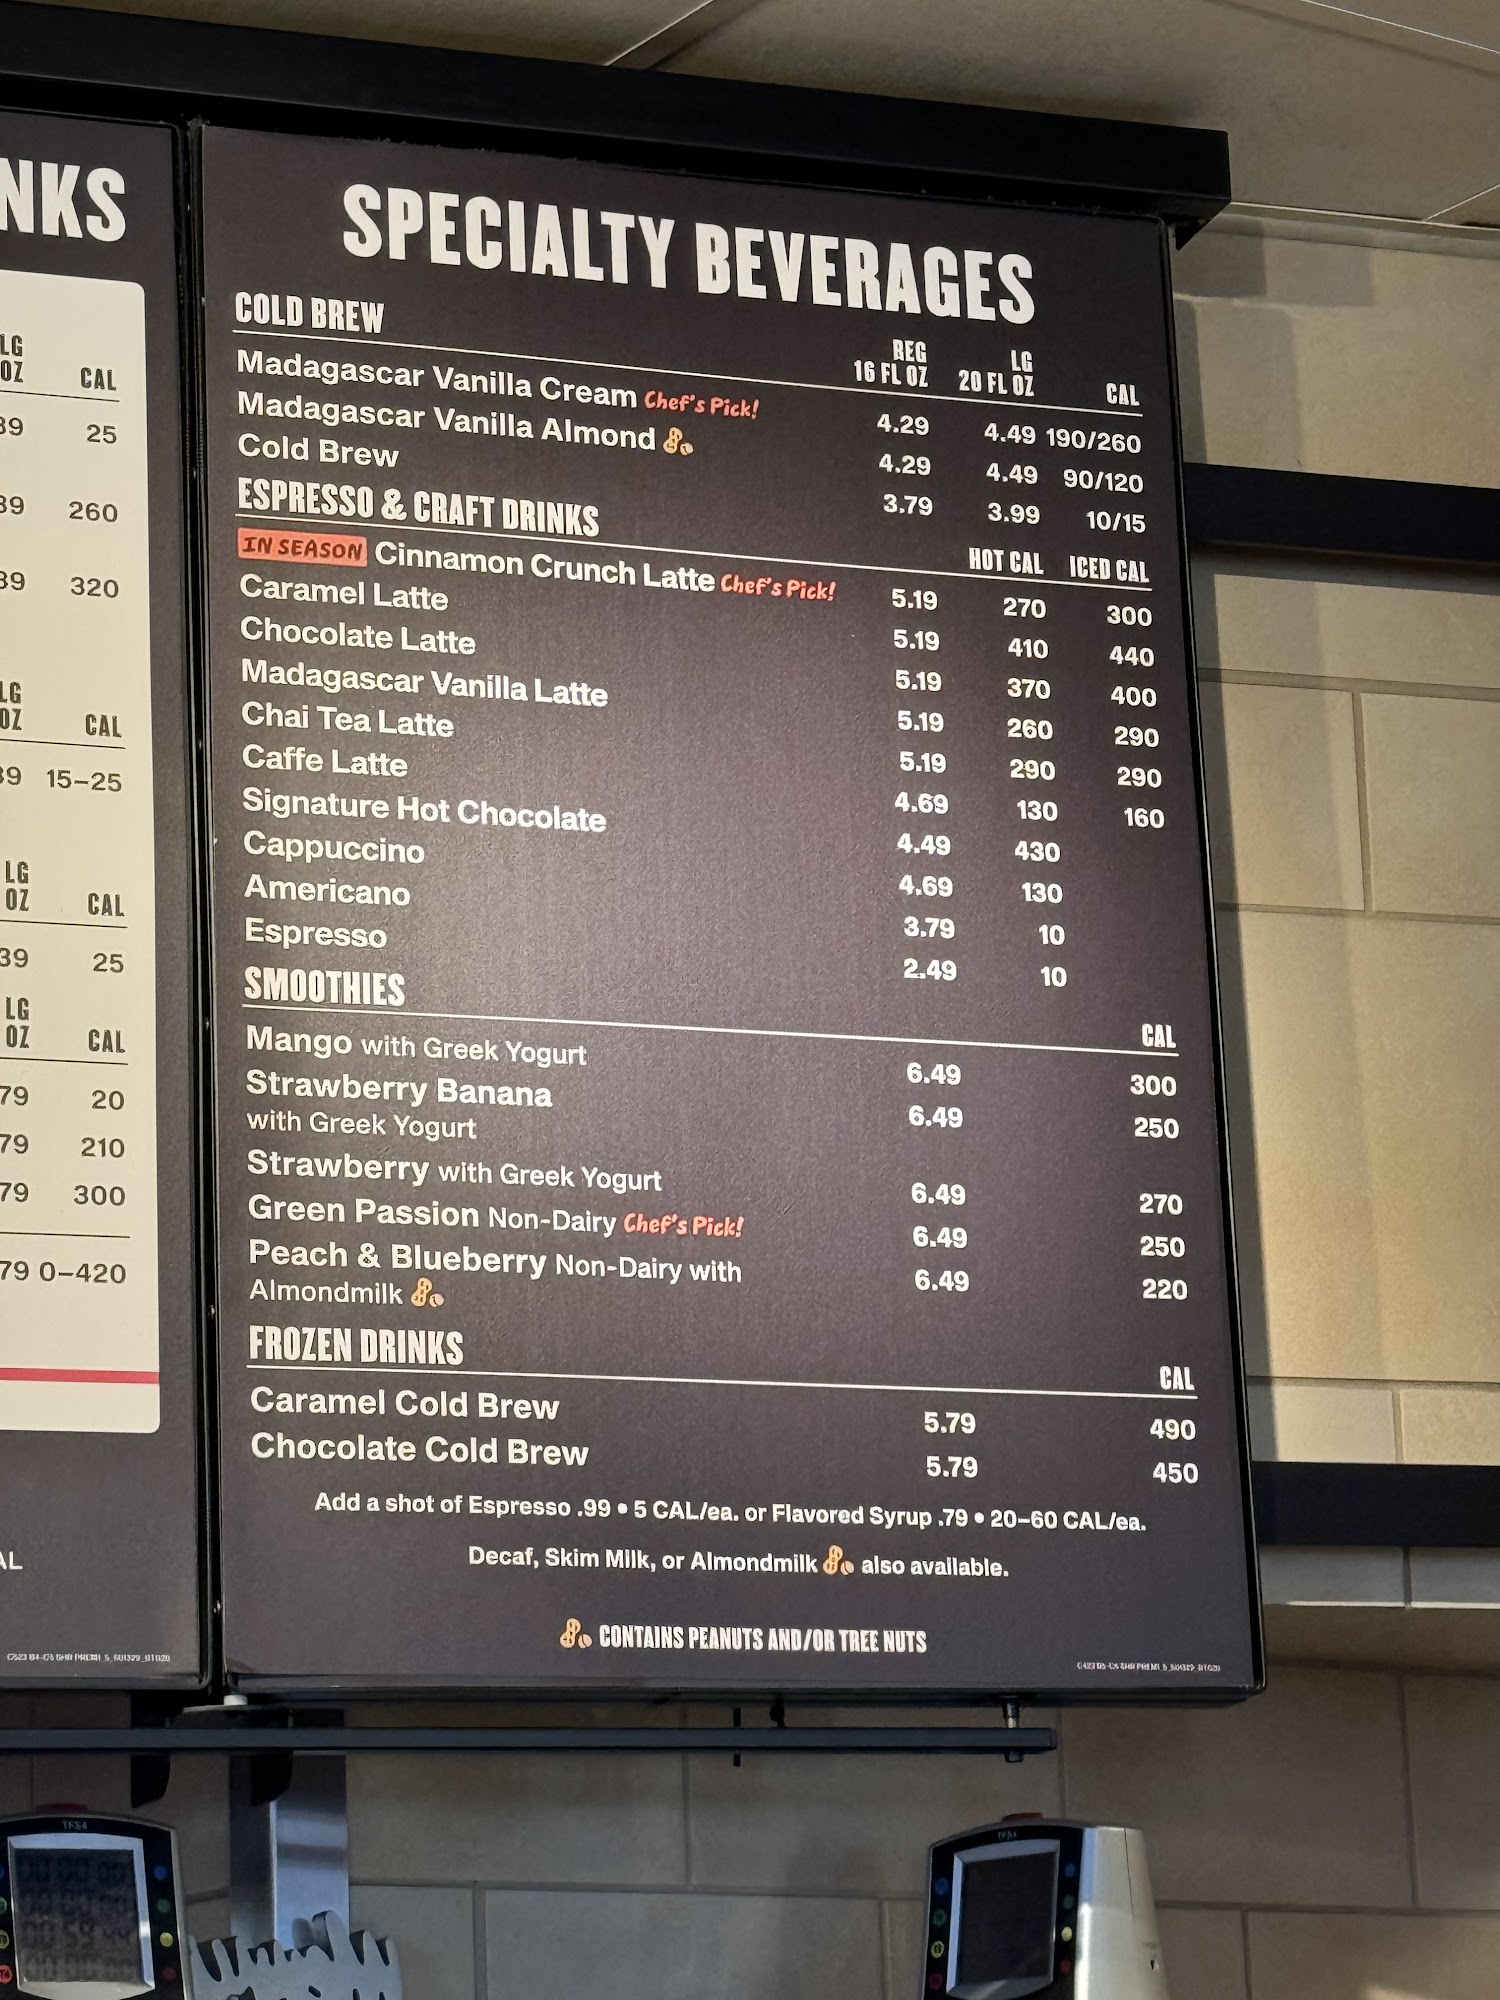 NKS
LG
OZ CAL
39 25
39 260
39 320
LG
OZ CAL
39 15–25
LG
OZ CAL
39 25
LG
OZ CAL
79 20
79 210
79 300
79 0–420
AL
SPECIALTY BEVERAGES
COLD BREW REG 16 FL OZ LG 20 FL OZ CAL
Madagascar Vanilla Cream Chef's Pick! 4.29 4.49 190/260
Madagascar Vanilla Almond 4.29 4.49 90/120
Cold Brew 3.79 3.99 10/15
ESPRESSO & CRAFT DRINKS HOT CAL ICED CAL
IN SEASON Cinnamon Crunch Latte Chef's Pick! 5.19 270 300
Caramel Latte 5.19 410 440
Chocolate Latte 5.19 370 400
Madagascar Vanilla Latte 5.19 260 290
Chai Tea Latte 5.19 290 290
Caffe Latte 4.69 130 160
Signature Hot Chocolate 4.49 430
Cappuccino 4.69 130
Americano 3.79 10
Espresso 2.49 10
SMOOTHIES CAL
Mango with Greek Yogurt 6.49 300
Strawberry Banana 6.49 250
with Greek Yogurt
Strawberry with Greek Yogurt 6.49 270
Green Passion Non-Dairy Chef's Pick! 6.49 250
Peach & Blueberry Non-Dairy with 6.49 220
Almondmilk
FROZEN DRINKS CAL
Caramel Cold Brew 5.79 490
Chocolate Cold Brew 5.79 450
Add a shot of Espresso .99 • 5 CAL/ea. or Flavored Syrup .79 • 20–60 CAL/ea.
Decaf, Skim Milk, or Almondmilk also available.
CONTAINS PEANUTS AND/OR TREE NUTS
TFS4
TFS4